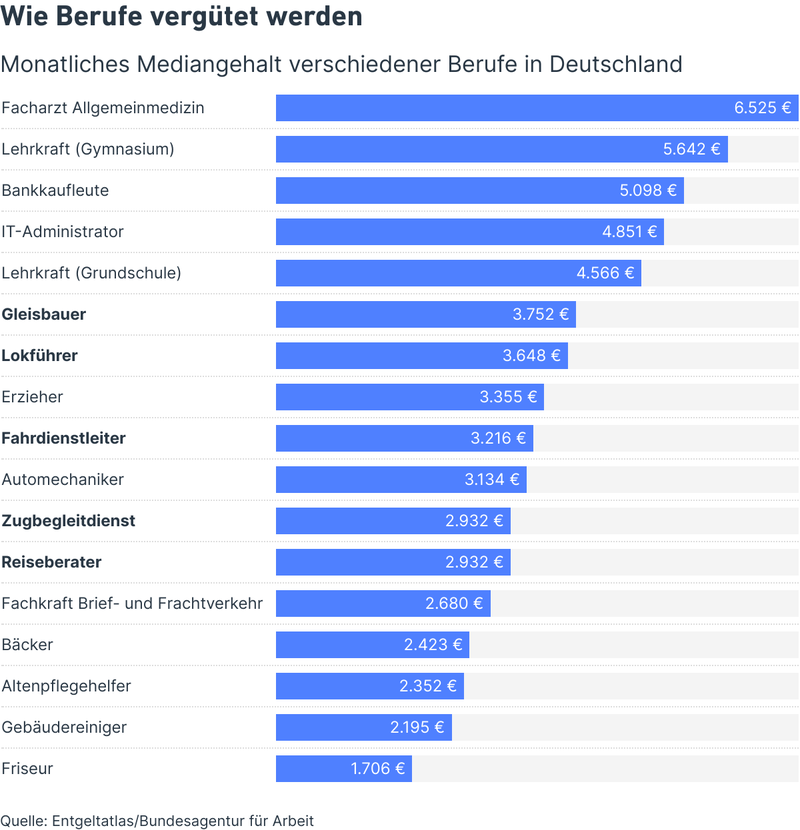 Wie Berufe vergütet werden
Monatliches Mediangehalt verschiedener Berufe in Deutschland
Facharzt Allgemeinmedizin 6.525 €
Lehrkraft (Gymnasium) 5.642 €
Bankkaufleute 5.098 €
IT-Administrator 4.851 €
Lehrkraft (Grundschule) 4.566 €
Gleisbauer 3.752 €
Lokführer 3.648 €
Erzieher 3.355 €
Fahrdienstleiter 3.216 €
Automechaniker 3.134 €
Zugbegleitdienst 2.932 €
Reiseberater 2.932 €
Fachkraft Brief- und Frachtverkehr 2.680 €
Bäcker 2.423 €
Altenpflegehelfer 2.352 €
Gebäudereiniger 2.195 €
Friseur 1.706 €
Quelle: Entgeltatlas/Bundesagentur für Arbeit